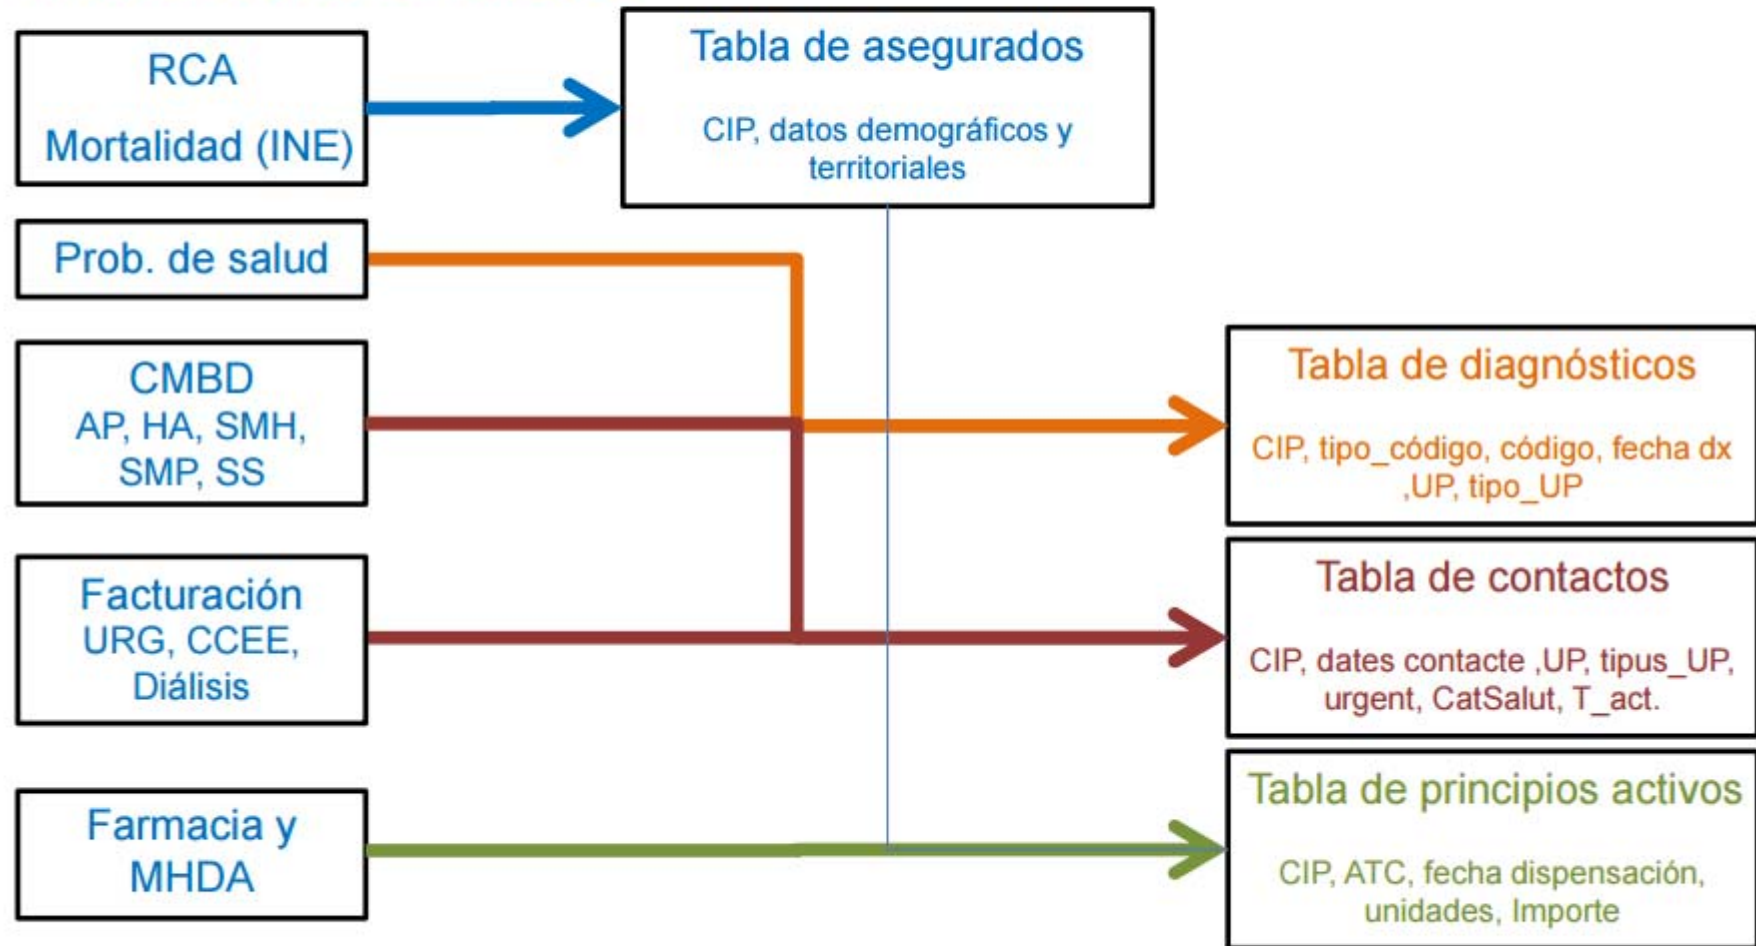 RCA
Mortalidad (INE)
Tabla de asegurados
CIP, datos demográficos y
territoriales
Prob. de salud
CMBD
AP, HA, SMH,
SMP, SS
Tabla de diagnósticos
CIP, tipo_código, código, fecha dx
,UP, tipo_UP
Facturación
URG, CCEE,
Diálisis
Tabla de contactos
CIP, dates contacte ,UP, tipus_UP,
urgent, CatSalut, T_act.
Farmacia y
MHDA
Tabla de principios activos
CIP, ATC, fecha dispensación,
unidades, Importe